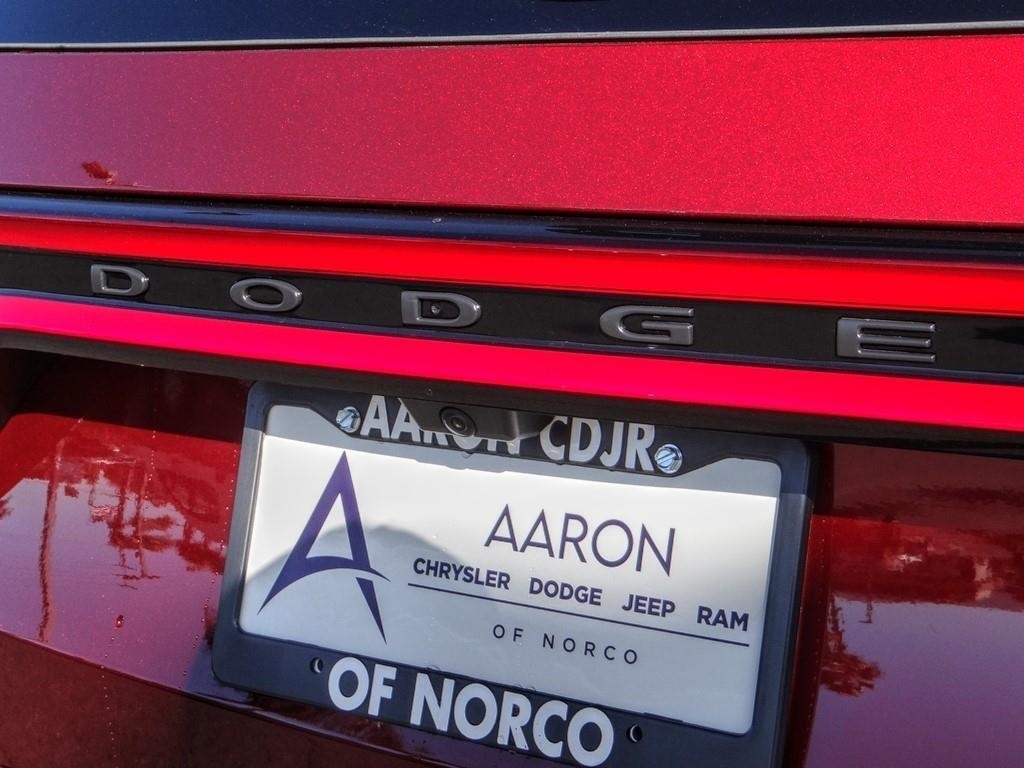 DODGE
AARON CDJR
AARON
CHRYSLER DODGE JEEP RAM
OF NORCO
OF NORCO